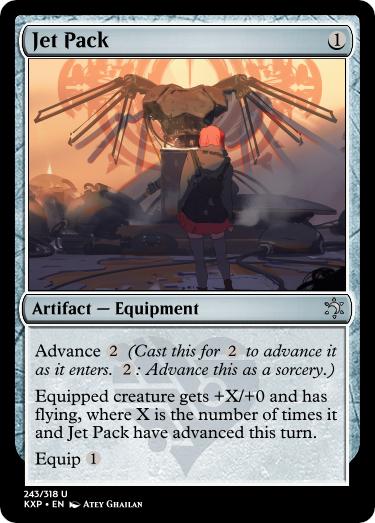 Jet Pack 1
Artifact — Equipment
Advance 2 (Cast this for 2 to advance it
as it enters. 2: Advance this as a sorcery.)
Equipped creature gets +X/+0 and has
flying, where X is the number of times it
and Jet Pack have advanced this turn.
Equip 1
243/318 U
KXP • EN Atey Ghailan